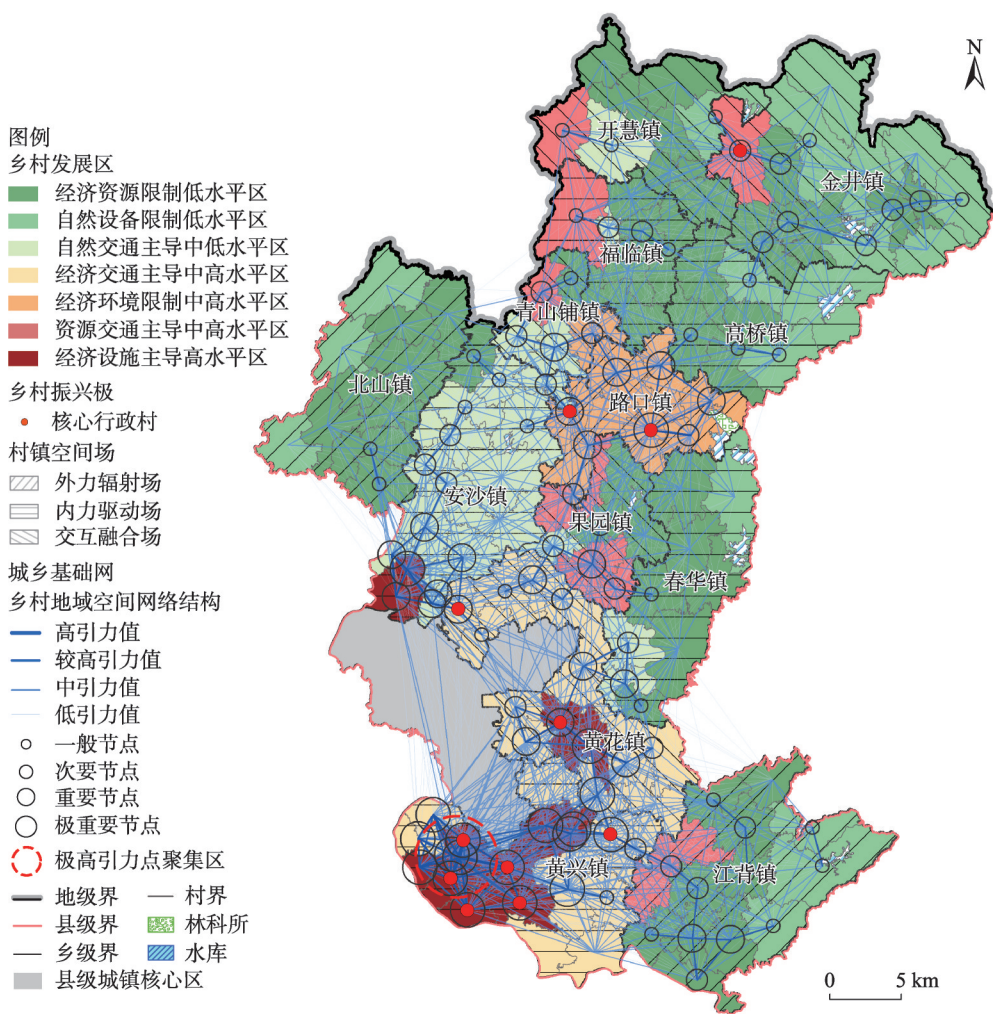 图例
乡村发展区
经济资源限制低水平区
自然设备限制低水平区
自然交通主导中低水平区
经济交通主导中高水平区
经济环境限制中高水平区
资源交通主导中高水平区
经济设施主导高水平区
乡村振兴极
核心行政村
村镇空间场
外力辐射场
内力驱动场
交互融合场
城乡基础网
乡村地域空间网络结构
高引力值
较高引力值
中引力值
低引力值
一般节点
次要节点
重要节点
极重要节点
极高引力点聚集区
地级界 村界
县级界 林科所
乡级界 水库
县级城镇核心区
N
开慧镇
金井镇
福临镇
青山铺镇
高桥镇
北山镇
路口镇
安沙镇
果园镇
春华镇
黄花镇
黄兴镇
江背镇
0 5 km